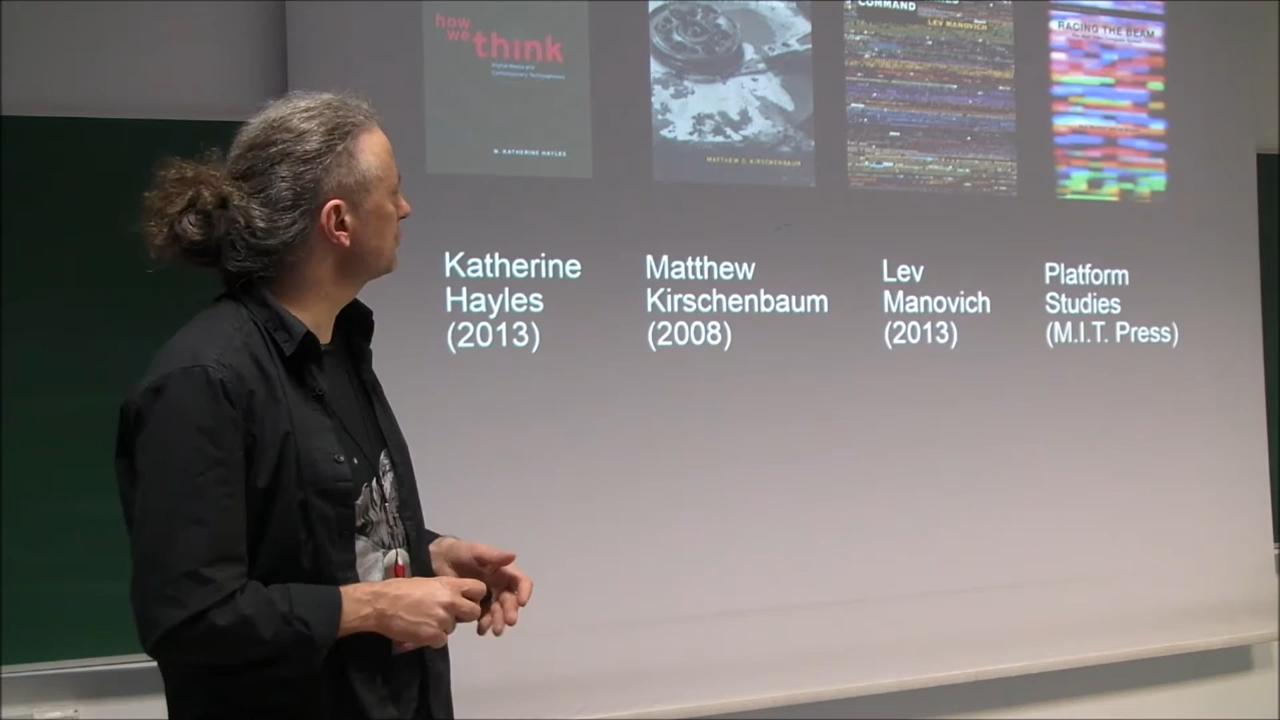 how
we think
Digital Media and
Contemporary Technogenesis
N. KATHERINE HAYLES
MATTHEW G. KIRSCHENBAUM
COMMAND
LEV MANOVICH
RACING THE BEAM
Katherine
Hayles
(2013)
Matthew
Kirschenbaum
(2008)
Lev
Manovich
(2013)
Platform
Studies
(M.I.T. Press)